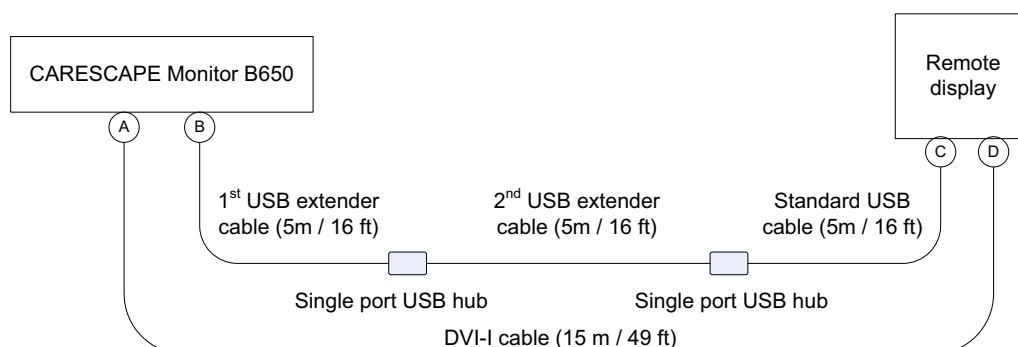 CARESCAPE Monitor B650
Remote
display
A
B
C
D
1st USB extender
cable (5m / 16 ft)
2nd USB extender
cable (5m / 16 ft)
Standard USB
cable (5m / 16 ft)
Single port USB hub
Single port USB hub
DVI-I cable (15 m / 49 ft)